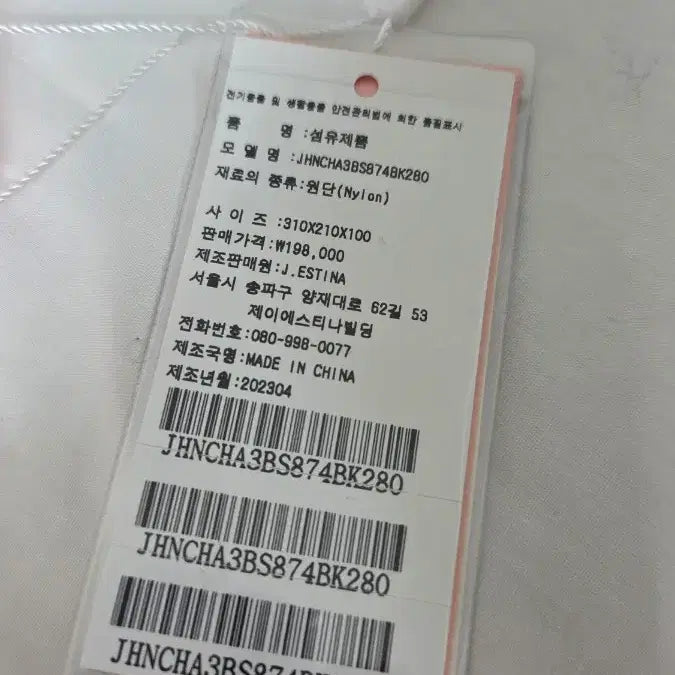 전기용품 및 생활용품 안전관리법에 의한 품질표시
품 명 :섬유제품
모 델 명 :JHNCHA3BS874BK280
재료의 종류:원단(Nylon)
사 이 즈 :310X210X100
판매가격:₩198,000
제조판매원:J.ESTINA
서울시 송파구 양재대로 62길 53
제이에스티나빌딩
전화번호:080-998-0077
제조국명:MADE IN CHINA
제조년월:202304
JHNCHA3BS874BK280
JHNCHA3BS874BK280
JHNCHA3BS874BK280